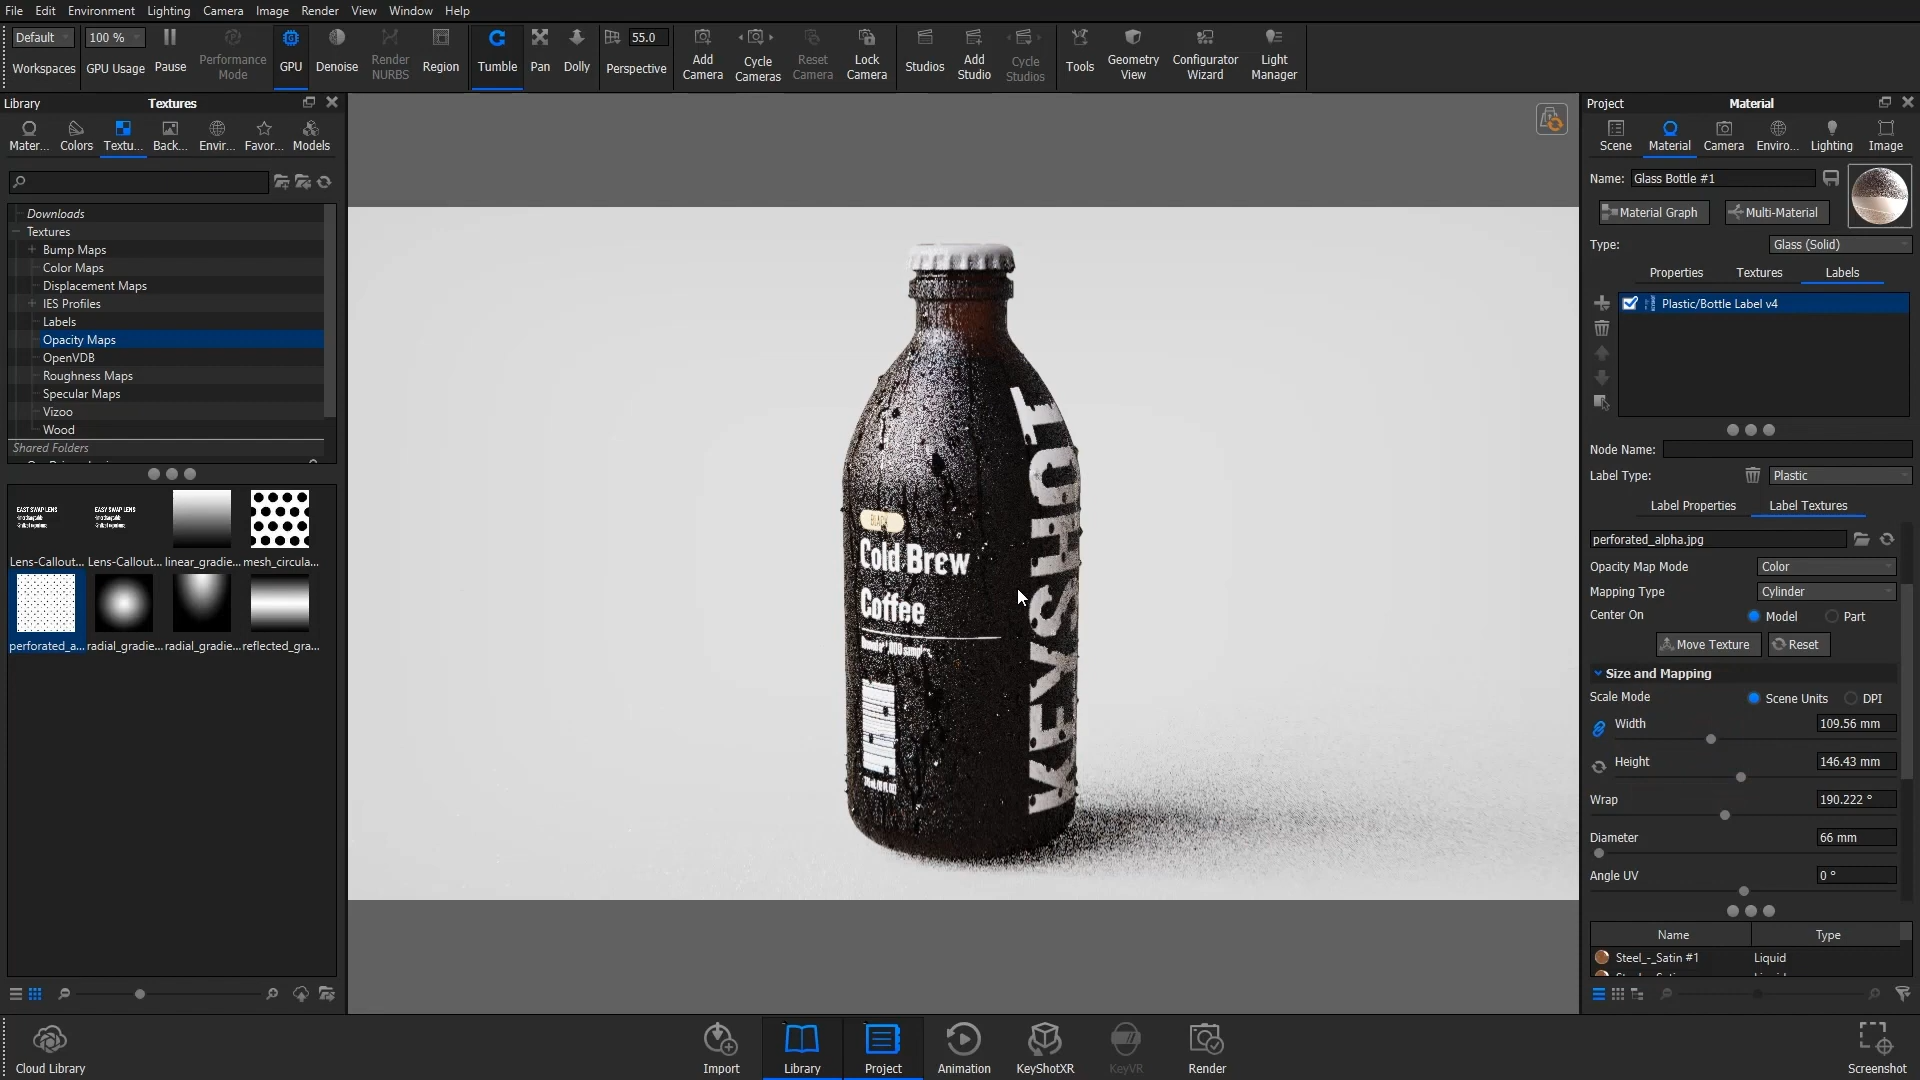 File Edit Environment Lighting Camera Image Render View Window Help
Default 100 % 55.0
Workspaces GPU Usage Pause Performance Mode GPU Denoise Render NURBS Region Tumble Pan Dolly Perspective Add Camera Cycle Cameras Reset Camera Lock Camera Studios Add Studio Cycle Studios Tools Geometry View Configurator Wizard Light Manager
Library Textures
Mater... Colors Textu... Back... Envir... Favor... Models
Downloads
Textures
Bump Maps
Color Maps
Displacement Maps
IES Profiles
Labels
Opacity Maps
OpenVDB
Roughness Maps
Specular Maps
Vizoo
Wood
Shared Folders
EAST SWAP LENS EASY SWAP LENS
Lens-Callout... Lens-Callout... linear_gradie... mesh_circula...
perforated_a... radial_gradie... radial_gradie... reflected_gra...
Cold Brew
Coffee
KEYSHOT
Project Material
Scene Material Camera Enviro... Lighting Image
Name: Glass Bottle #1
Material Graph Multi-Material
Type: Glass (Solid)
Properties Textures Labels
Plastic/Bottle Label v4
Node Name:
Label Type: Plastic
Label Properties Label Textures
perforated_alpha.jpg
Opacity Map Mode Color
Mapping Type Cylinder
Center On Model Part
Move Texture Reset
Size and Mapping
Scale Mode Scene Units DPI
Width 109.56 mm
Height 146.43 mm
Wrap 190.222 °
Diameter 66 mm
Angle UV 0 °
Name Type
Steel_-_Satin #1 Liquid
Cloud Library Import Library Project Animation KeyShotXR KeyVR Render Screenshot